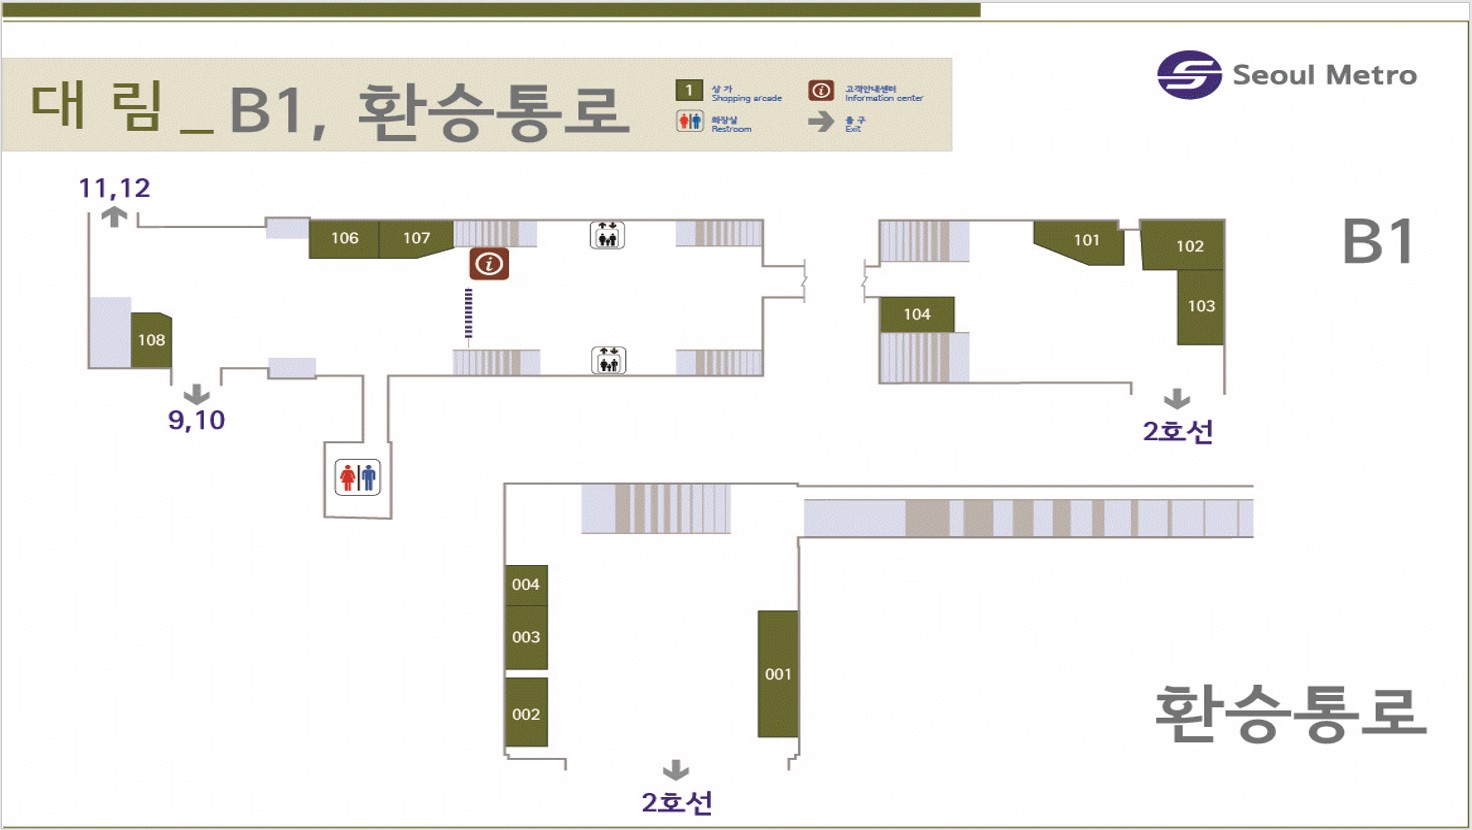 대 림 _ B1, 환승통로
1 상 가
Shopping arcade
고객안내센터
Information center
화장실
Restroom
출 구
Exit
Seoul Metro
11,12
106
107
108
9,10
101
102
103
104
2호선
B1
004
003
002
001
2호선
환승통로